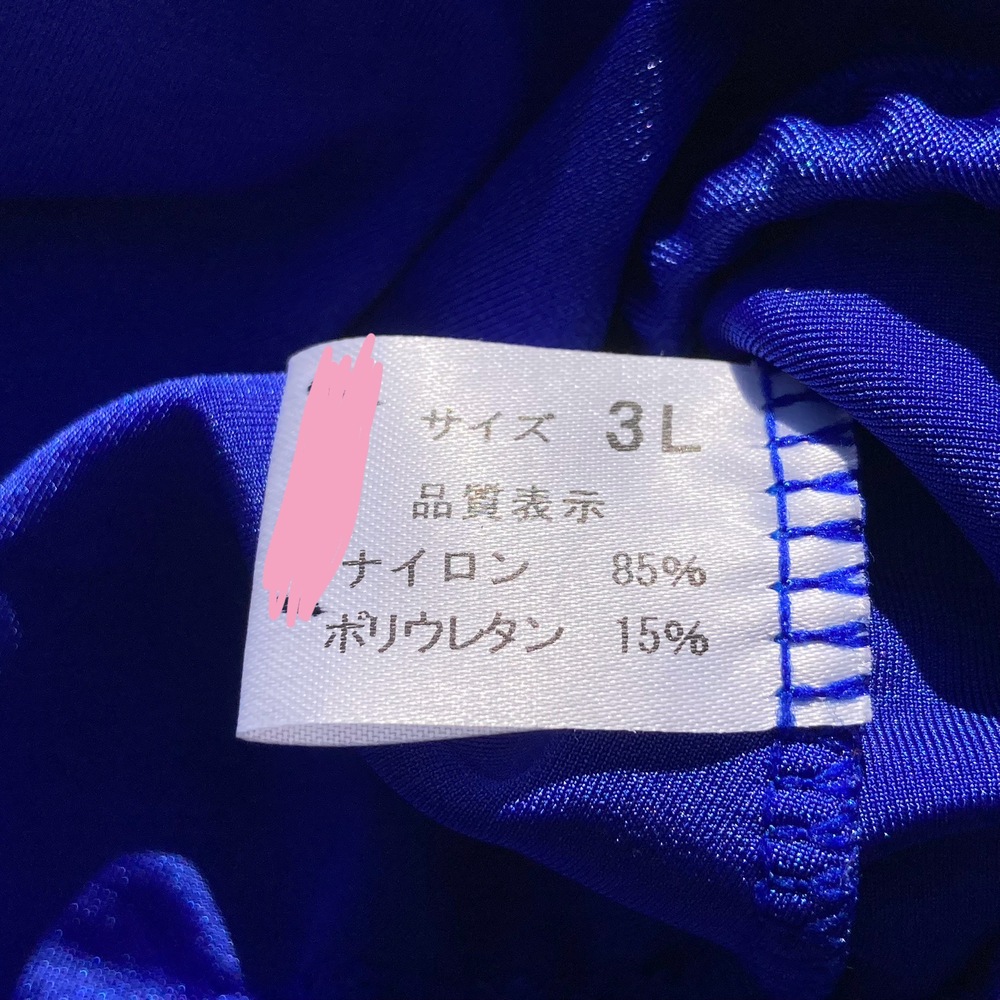 サイズ 3L
品質表示
ナイロン 85%
ポリウレタン 15%